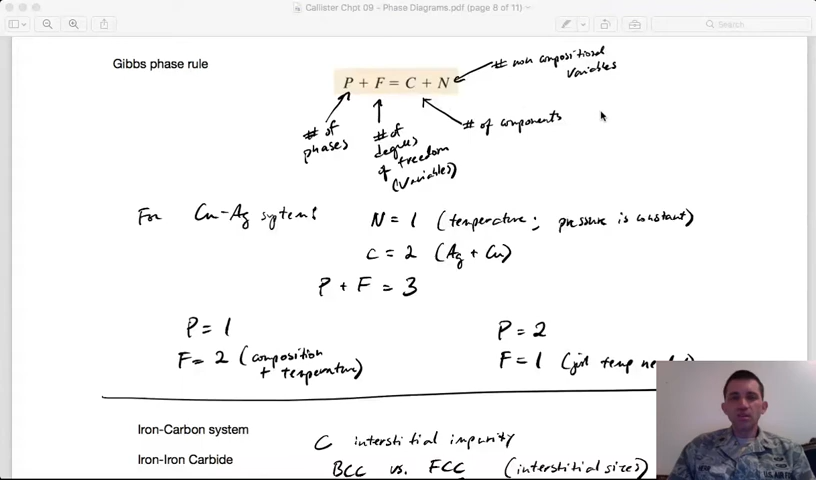 Callister Chpt 09 - Phase Diagrams.pdf (page 8 of 11)
Search
Gibbs phase rule
P + F = C + N
# non compositional
variables
# of
phases
# of
degrees
of freedom
(variables)
# of components
For Cu-Ag system:
N = 1 (temperature; pressure is constant)
C = 2 (Ag + Cu)
P + F = 3
P = 1
F = 2 (composition
+ temperature)
P = 2
F = 1 (just temp
Iron-Carbon system
C interstitial impurity
Iron-Iron Carbide
BCC vs. FCC (interstitial sizes)
U.S. AIR